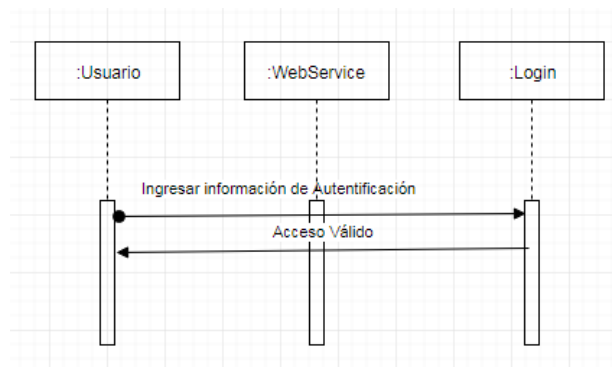 :Usuario
:WebService
:Login
Ingresar información de Autentificación
Acceso Válido